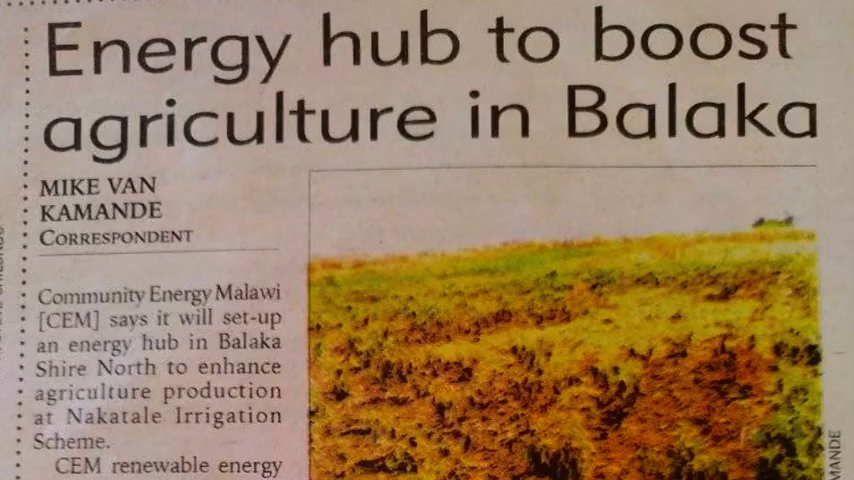 Energy hub to boost
agriculture in Balaka
MIKE VAN
KAMANDE
CORRESPONDENT
Community Energy Malawi
[CEM] says it will set-up
an energy hub in Balaka
Shire North to enhance
agriculture production
at Nakatale Irrigation
Scheme.
CEM renewable energy
MANDE